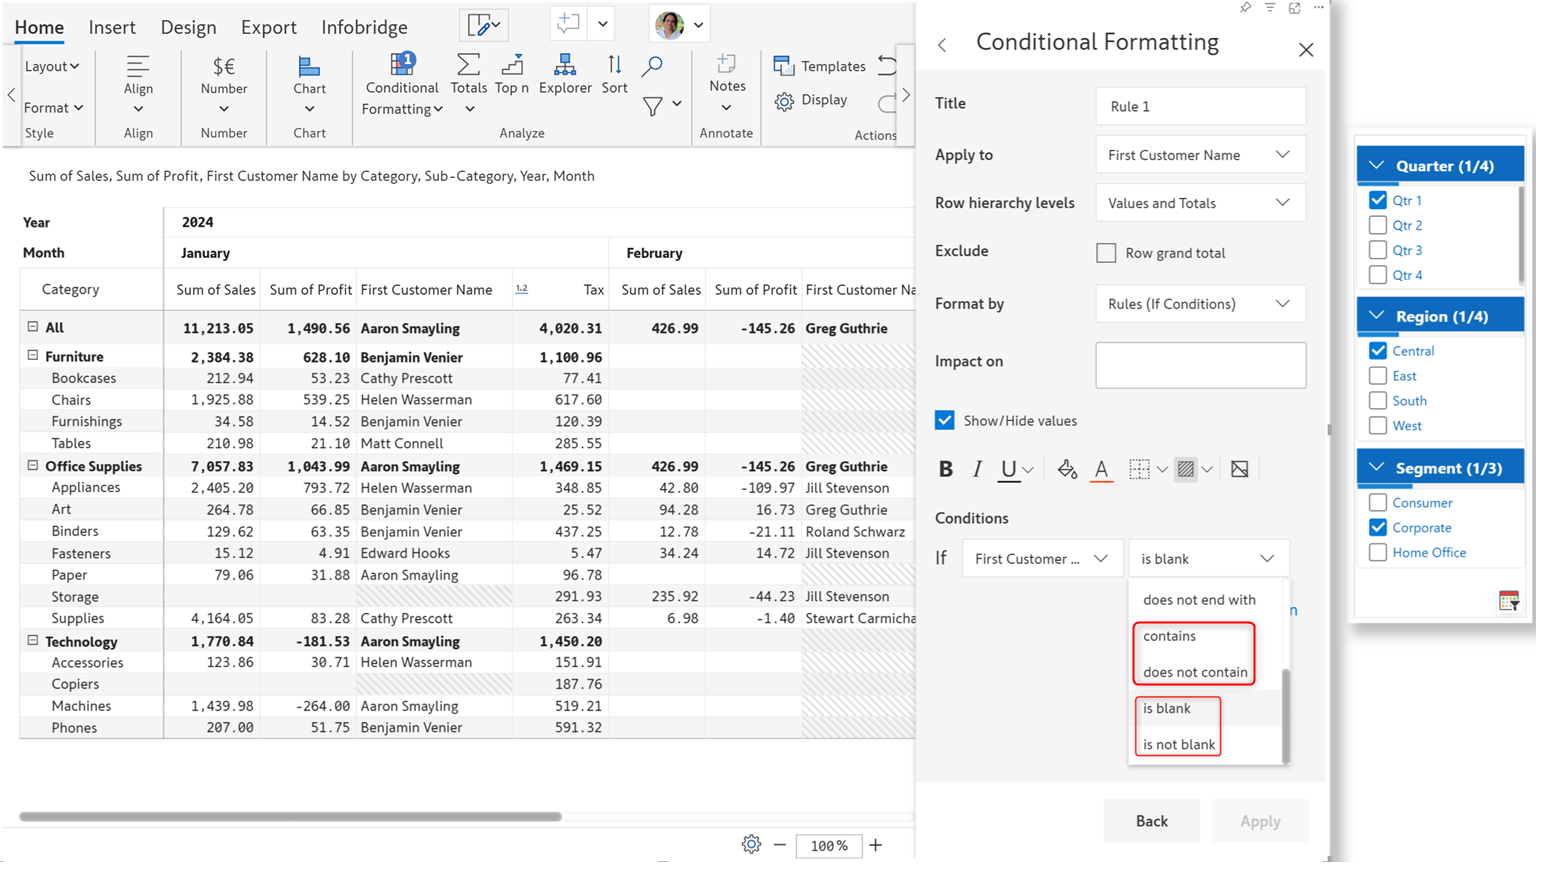 Home Insert Design Export Infobridge
Layout
Format
Style
Align
Align
$€
Number
Number
Chart
Chart
1
Conditional
Formatting
Totals
Top n
Explorer
Sort
Analyze
Notes
Annotate
Templates
Display
Actions
Sum of Sales, Sum of Profit, First Customer Name by Category, Sub-Category, Year, Month
Year 2024
Month January February
Category Sum of Sales Sum of Profit First Customer Name 1.2 Tax Sum of Sales Sum of Profit First Customer Na
All 11,213.05 1,490.56 Aaron Smayling 4,020.31 426.99 -145.26 Greg Guthrie
Furniture 2,384.38 628.10 Benjamin Venier 1,100.96
Bookcases 212.94 53.23 Cathy Prescott 77.41
Chairs 1,925.88 539.25 Helen Wasserman 617.60
Furnishings 34.58 14.52 Benjamin Venier 120.39
Tables 210.98 21.10 Matt Connell 285.55
Office Supplies 7,057.83 1,043.99 Aaron Smayling 1,469.15 426.99 -145.26 Greg Guthrie
Appliances 2,405.20 793.72 Helen Wasserman 348.85 42.80 -109.97 Jill Stevenson
Art 264.78 66.85 Benjamin Venier 25.52 94.28 16.73 Greg Guthrie
Binders 129.62 63.35 Benjamin Venier 437.25 12.78 -21.11 Roland Schwarz
Fasteners 15.12 4.91 Edward Hooks 5.47 34.24 14.72 Jill Stevenson
Paper 79.06 31.88 Aaron Smayling 96.78
Storage 291.93 235.92 -44.23 Jill Stevenson
Supplies 4,164.05 83.28 Cathy Prescott 263.34 6.98 -1.40 Stewart Carmicha
Technology 1,770.84 -181.53 Aaron Smayling 1,450.20
Accessories 123.86 30.71 Helen Wasserman 151.91
Copiers 187.76
Machines 1,439.98 -264.00 Aaron Smayling 519.21
Phones 207.00 51.75 Benjamin Venier 591.32
100%
Conditional Formatting
Title Rule 1
Apply to First Customer Name
Row hierarchy levels Values and Totals
Exclude Row grand total
Format by Rules (If Conditions)
Impact on
Show/Hide values
B I U A
Conditions
If First Customer ... is blank
does not end with
n
contains
does not contain
is blank
is not blank
Back Apply
Quarter (1/4)
Qtr 1
Qtr 2
Qtr 3
Qtr 4
Region (1/4)
Central
East
South
West
Segment (1/3)
Consumer
Corporate
Home Office